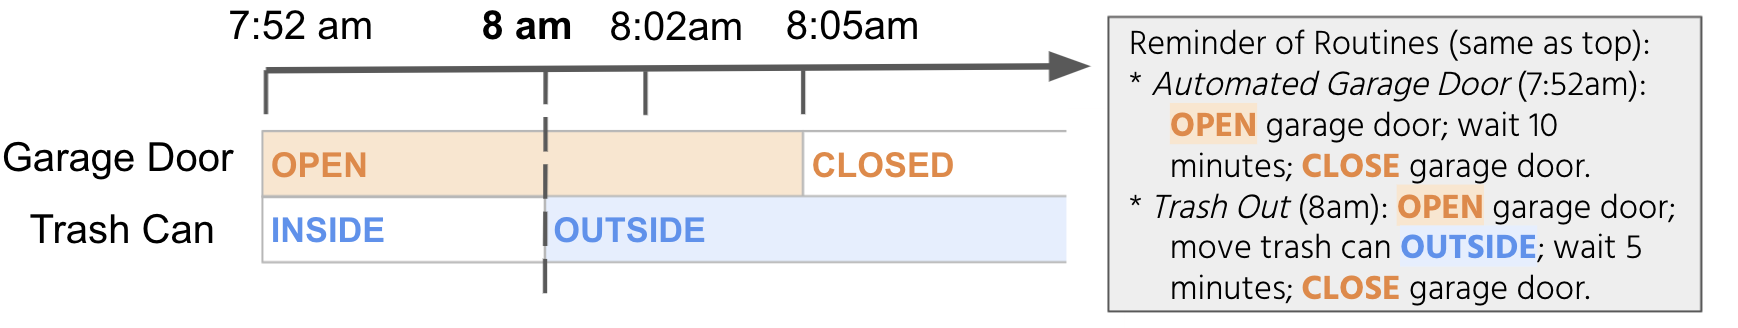 7:52 am 8 am 8:02am 8:05am
Garage Door OPEN CLOSED
Trash Can INSIDE OUTSIDE
Reminder of Routines (same as top):
* Automated Garage Door (7:52am):
OPEN garage door; wait 10
minutes; CLOSE garage door.
* Trash Out (8am): OPEN garage door;
move trash can OUTSIDE; wait 5
minutes; CLOSE garage door.